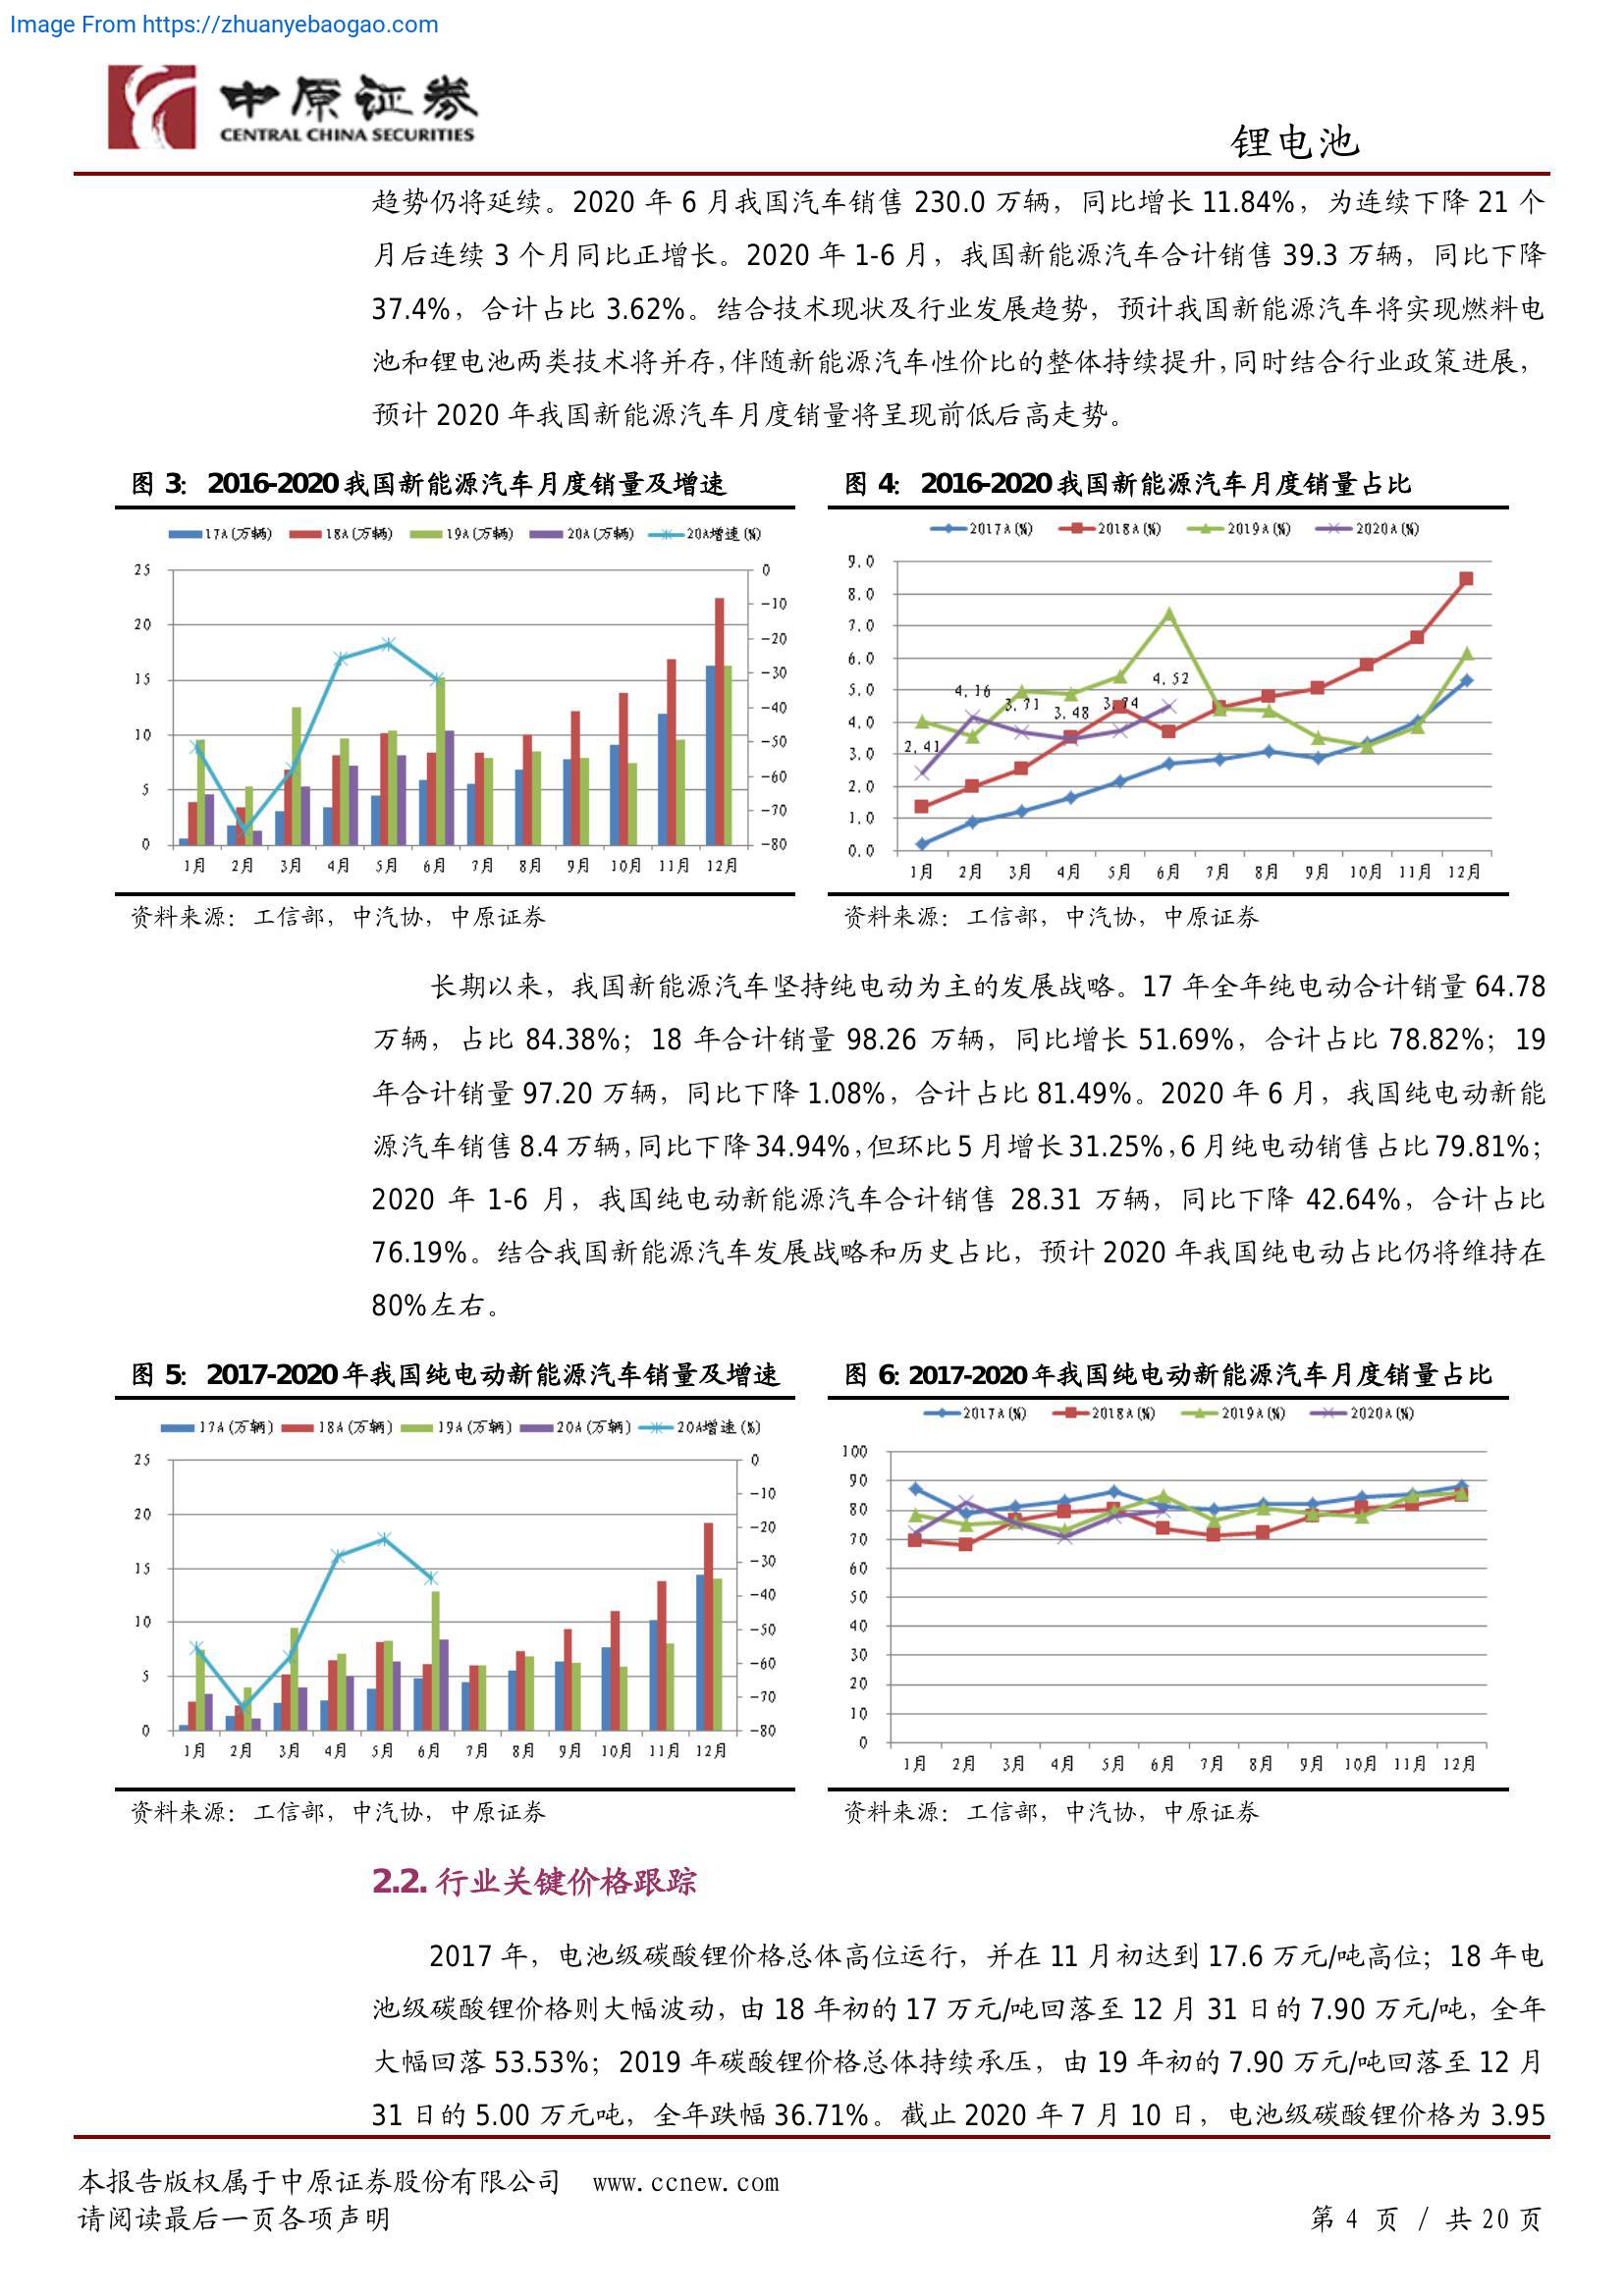 Image From https://zhuanyebaogao.com
中原证券
CENTRAL CHINA SECURITIES
锂电池
趋势仍将延续。2020 年 6 月我国汽车销售 230.0 万辆，同比增长 11.84%，为连续下降 21 个
月后连续 3 个月同比正增长。2020 年 1-6 月，我国新能源汽车合计销售 39.3 万辆，同比下降
37.4%，合计占比 3.62%。结合技术现状及行业发展趋势，预计我国新能源汽车将实现燃料电
池和锂电池两类技术将并存，伴随新能源汽车性价比的整体持续提升，同时结合行业政策进展，
预计 2020 年我国新能源汽车月度销量将呈现前低后高走势。
图 3： 2016-2020 我国新能源汽车月度销量及增速
17A(万辆) 18A(万辆) 19A(万辆) 20A(万辆) 20A增速(%)
25 0
-10
20 -20
15 -30
-40
10 -50
-60
5 -70
0 -80
1月 2月 3月 4月 5月 6月 7月 8月 9月 10月 11月 12月
资料来源：工信部，中汽协，中原证券
图 4： 2016-2020 我国新能源汽车月度销量占比
2017A(%) 2018A(%) 2019A(%) 2020A(%)
9.0
8.0
7.0
6.0
5.0
4.0
3.0
2.0
1.0
0.0
2.41 4.16 3.71 3.48 3.74 4.52
1月 2月 3月 4月 5月 6月 7月 8月 9月 10月 11月 12月
资料来源：工信部，中汽协，中原证券
长期以来，我国新能源汽车坚持纯电动为主的发展战略。17 年全年纯电动合计销量 64.78
万辆，占比 84.38%；18 年合计销量 98.26 万辆，同比增长 51.69%，合计占比 78.82%；19
年合计销量 97.20 万辆，同比下降 1.08%，合计占比 81.49%。2020 年 6 月，我国纯电动新能
源汽车销售 8.4 万辆，同比下降 34.94%，但环比 5 月增长 31.25%，6 月纯电动销售占比 79.81%；
2020 年 1-6 月，我国纯电动新能源汽车合计销售 28.31 万辆，同比下降 42.64%，合计占比
76.19%。结合我国新能源汽车发展战略和历史占比，预计 2020 年我国纯电动占比仍将维持在
80%左右。
图 5： 2017-2020 年我国纯电动新能源汽车销量及增速
17A(万辆) 18A(万辆) 19A(万辆) 20A(万辆) 20A增速(%)
25 0
-10
20 -20
15 -30
-40
10 -50
-60
5 -70
0 -80
1月 2月 3月 4月 5月 6月 7月 8月 9月 10月 11月 12月
资料来源：工信部，中汽协，中原证券
图 6: 2017-2020 年我国纯电动新能源汽车月度销量占比
2017A(%) 2018A(%) 2019A(%) 2020A(%)
100
90
80
70
60
50
40
30
20
10
0
1月 2月 3月 4月 5月 6月 7月 8月 9月 10月 11月 12月
资料来源：工信部，中汽协，中原证券
2.2. 行业关键价格跟踪
2017 年，电池级碳酸锂价格总体高位运行，并在 11 月初达到 17.6 万元/吨高位；18 年电
池级碳酸锂价格则大幅波动，由 18 年初的 17 万元/吨回落至 12 月 31 日的 7.90 万元/吨，全年
大幅回落 53.53%；2019 年碳酸锂价格总体持续承压，由 19 年初的 7.90 万元/吨回落至 12 月
31 日的 5.00 万元吨，全年跌幅 36.71%。截止 2020 年 7 月 10 日，电池级碳酸锂价格为 3.95
本报告版权属于中原证券股份有限公司 www.ccnew.com
请阅读最后一页各项声明
第 4 页 / 共 20 页